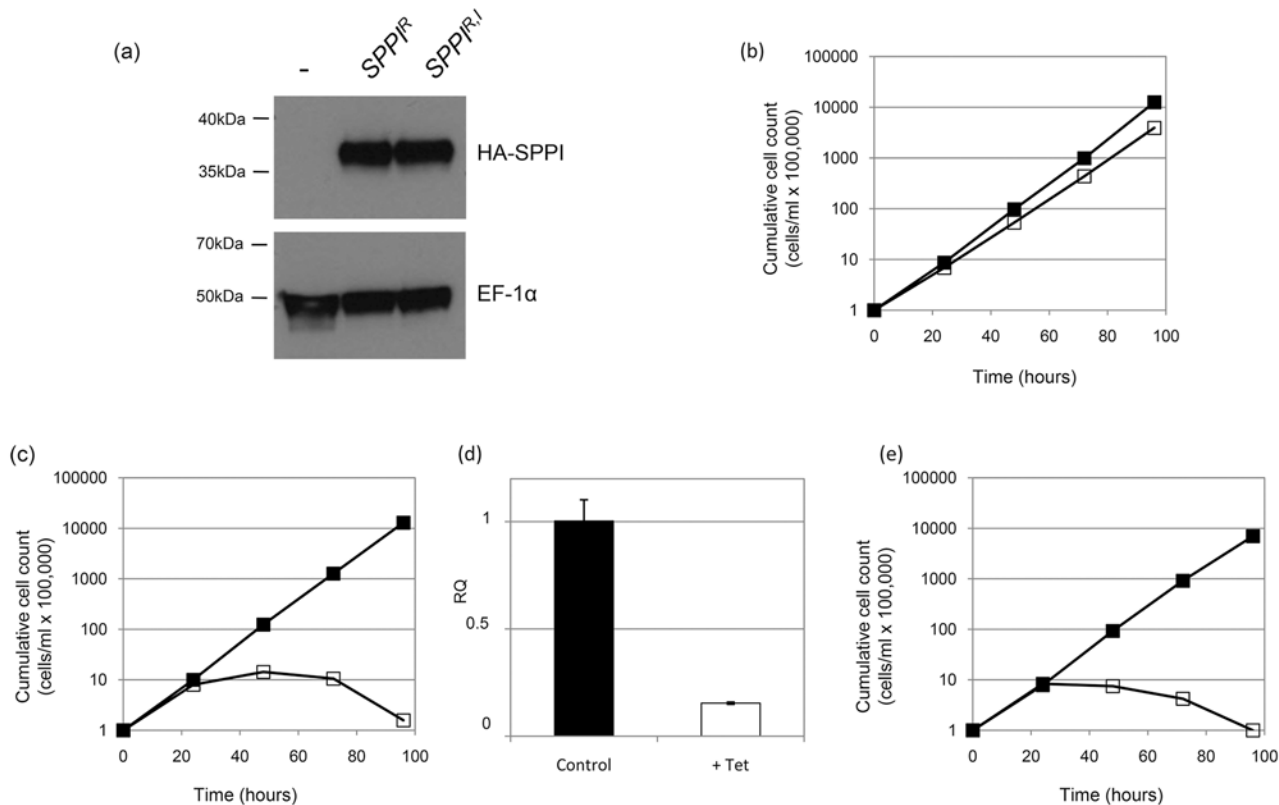 (a)
- SPPIᴿ SPPIᴿ,ᴵ
40kDa
35kDa
HA-SPPI
70kDa
50kDa
EF-1α
(b)
Cumulative cell count
(cells/ml x 100,000)
100000
10000
1000
100
10
1
0 20 40 60 80 100
Time (hours)
(c)
Cumulative cell count
(cells/ml x 100,000)
100000
10000
1000
100
10
1
0 20 40 60 80 100
Time (hours)
(d)
RQ
1
0.5
0
Control + Tet
(e)
Cumulative cell count
(cells/ml x 100,000)
100000
10000
1000
100
10
1
0 20 40 60 80 100
Time (hours)